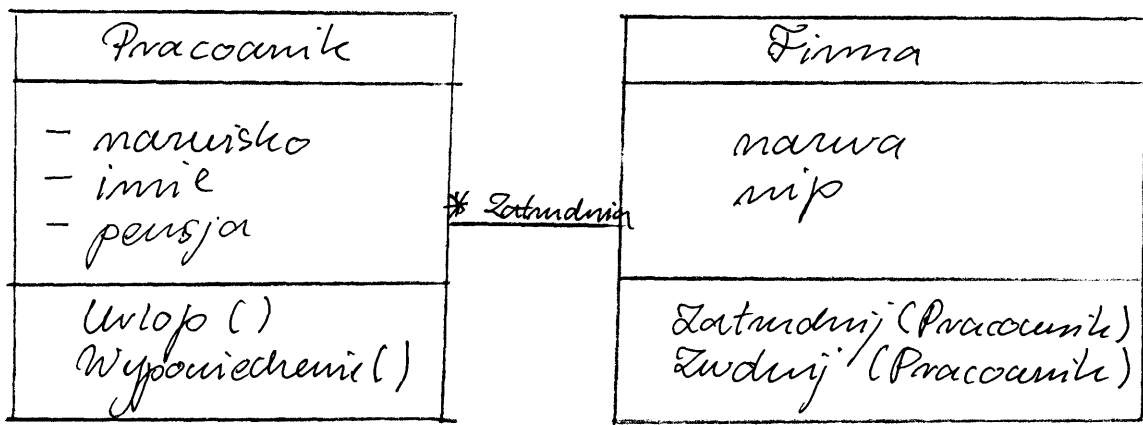 Pracownik
- nazwisko
- imie
- pensja
Urlop ()
Wypowiedzenie ()
* Zatrudnia
Firma
nazwa
nip
Zatrudnij (Pracownik)
Zwolnij (Pracownik)